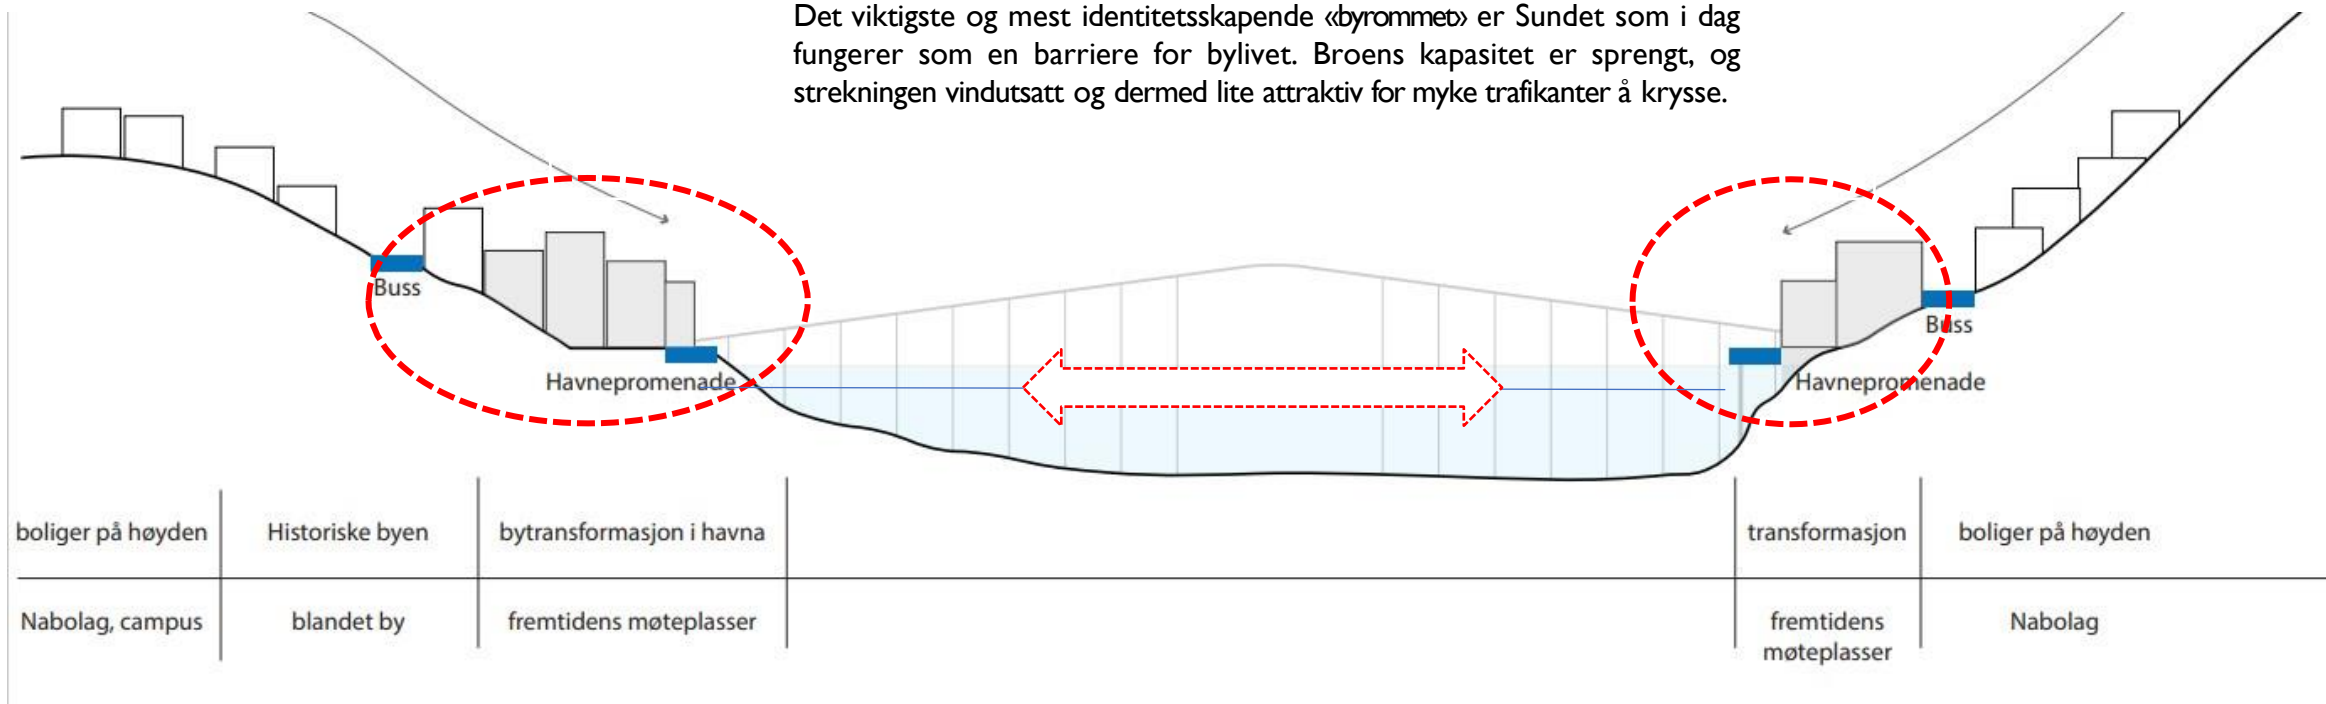 Det viktigste og mest identitetsskapende «byrommet» er Sundet som i dag
fungerer som en barriere for bylivet. Broens kapasitet er sprengt, og
strekningen vindutsatt og dermed lite attraktiv for myke trafikanter å krysse.
Buss
Buss
Havnepromenade
Havnepromenade
boliger på høyden
Historiske byen
bytransformasjon i havna
transformasjon
boliger på høyden
Nabolag, campus
blandet by
fremtidens møteplasser
fremtidens
møteplasser
Nabolag